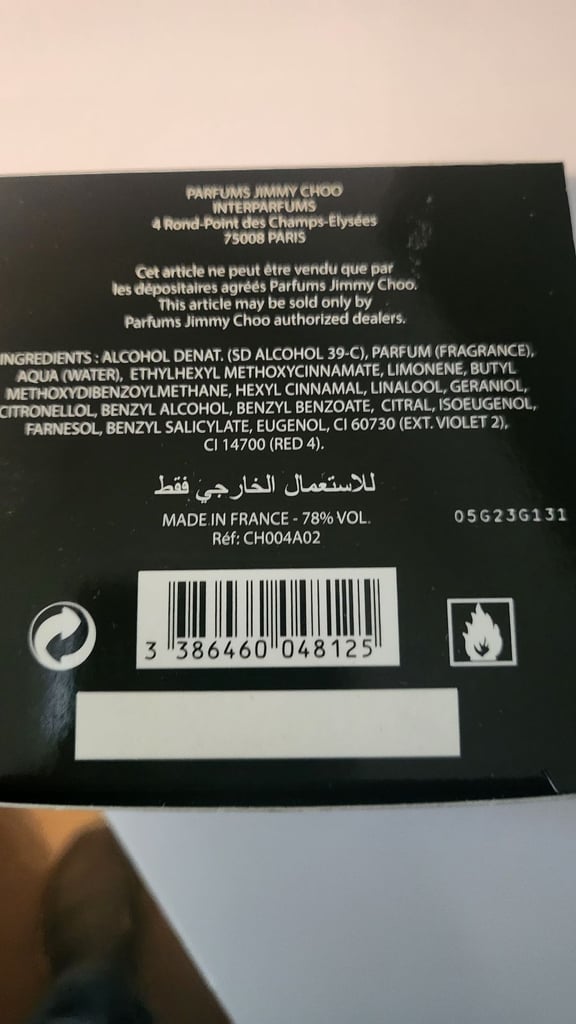 PARFUMS JIMMY CHOO
INTERPARFUMS
4 Rond-Point des Champs-Elysées
75008 PARIS
Cet article ne peut être vendu que par
les dépositaires agréés Parfums Jimmy Choo.
This article may be sold only by
Parfums Jimmy Choo authorized dealers.
INGREDIENTS : ALCOHOL DENAT. (SD ALCOHOL 39-C), PARFUM (FRAGRANCE),
AQUA (WATER), ETHYLHEXYL METHOXYCINNAMATE, LIMONENE, BUTYL
METHOXYDIBENZOYLMETHANE, HEXYL CINNAMAL, LINALOOL, GERANIOL,
CITRONELLOL, BENZYL ALCOHOL, BENZYL BENZOATE, CITRAL, ISOEUGENOL,
FARNESOL, BENZYL SALICYLATE, EUGENOL, CI 60730 (EXT. VIOLET 2),
CI 14700 (RED 4).
للاستعمال الخارجي فقط
MADE IN FRANCE - 78% VOL.
05G23G131
Réf: CH004A02
3 386460 048125